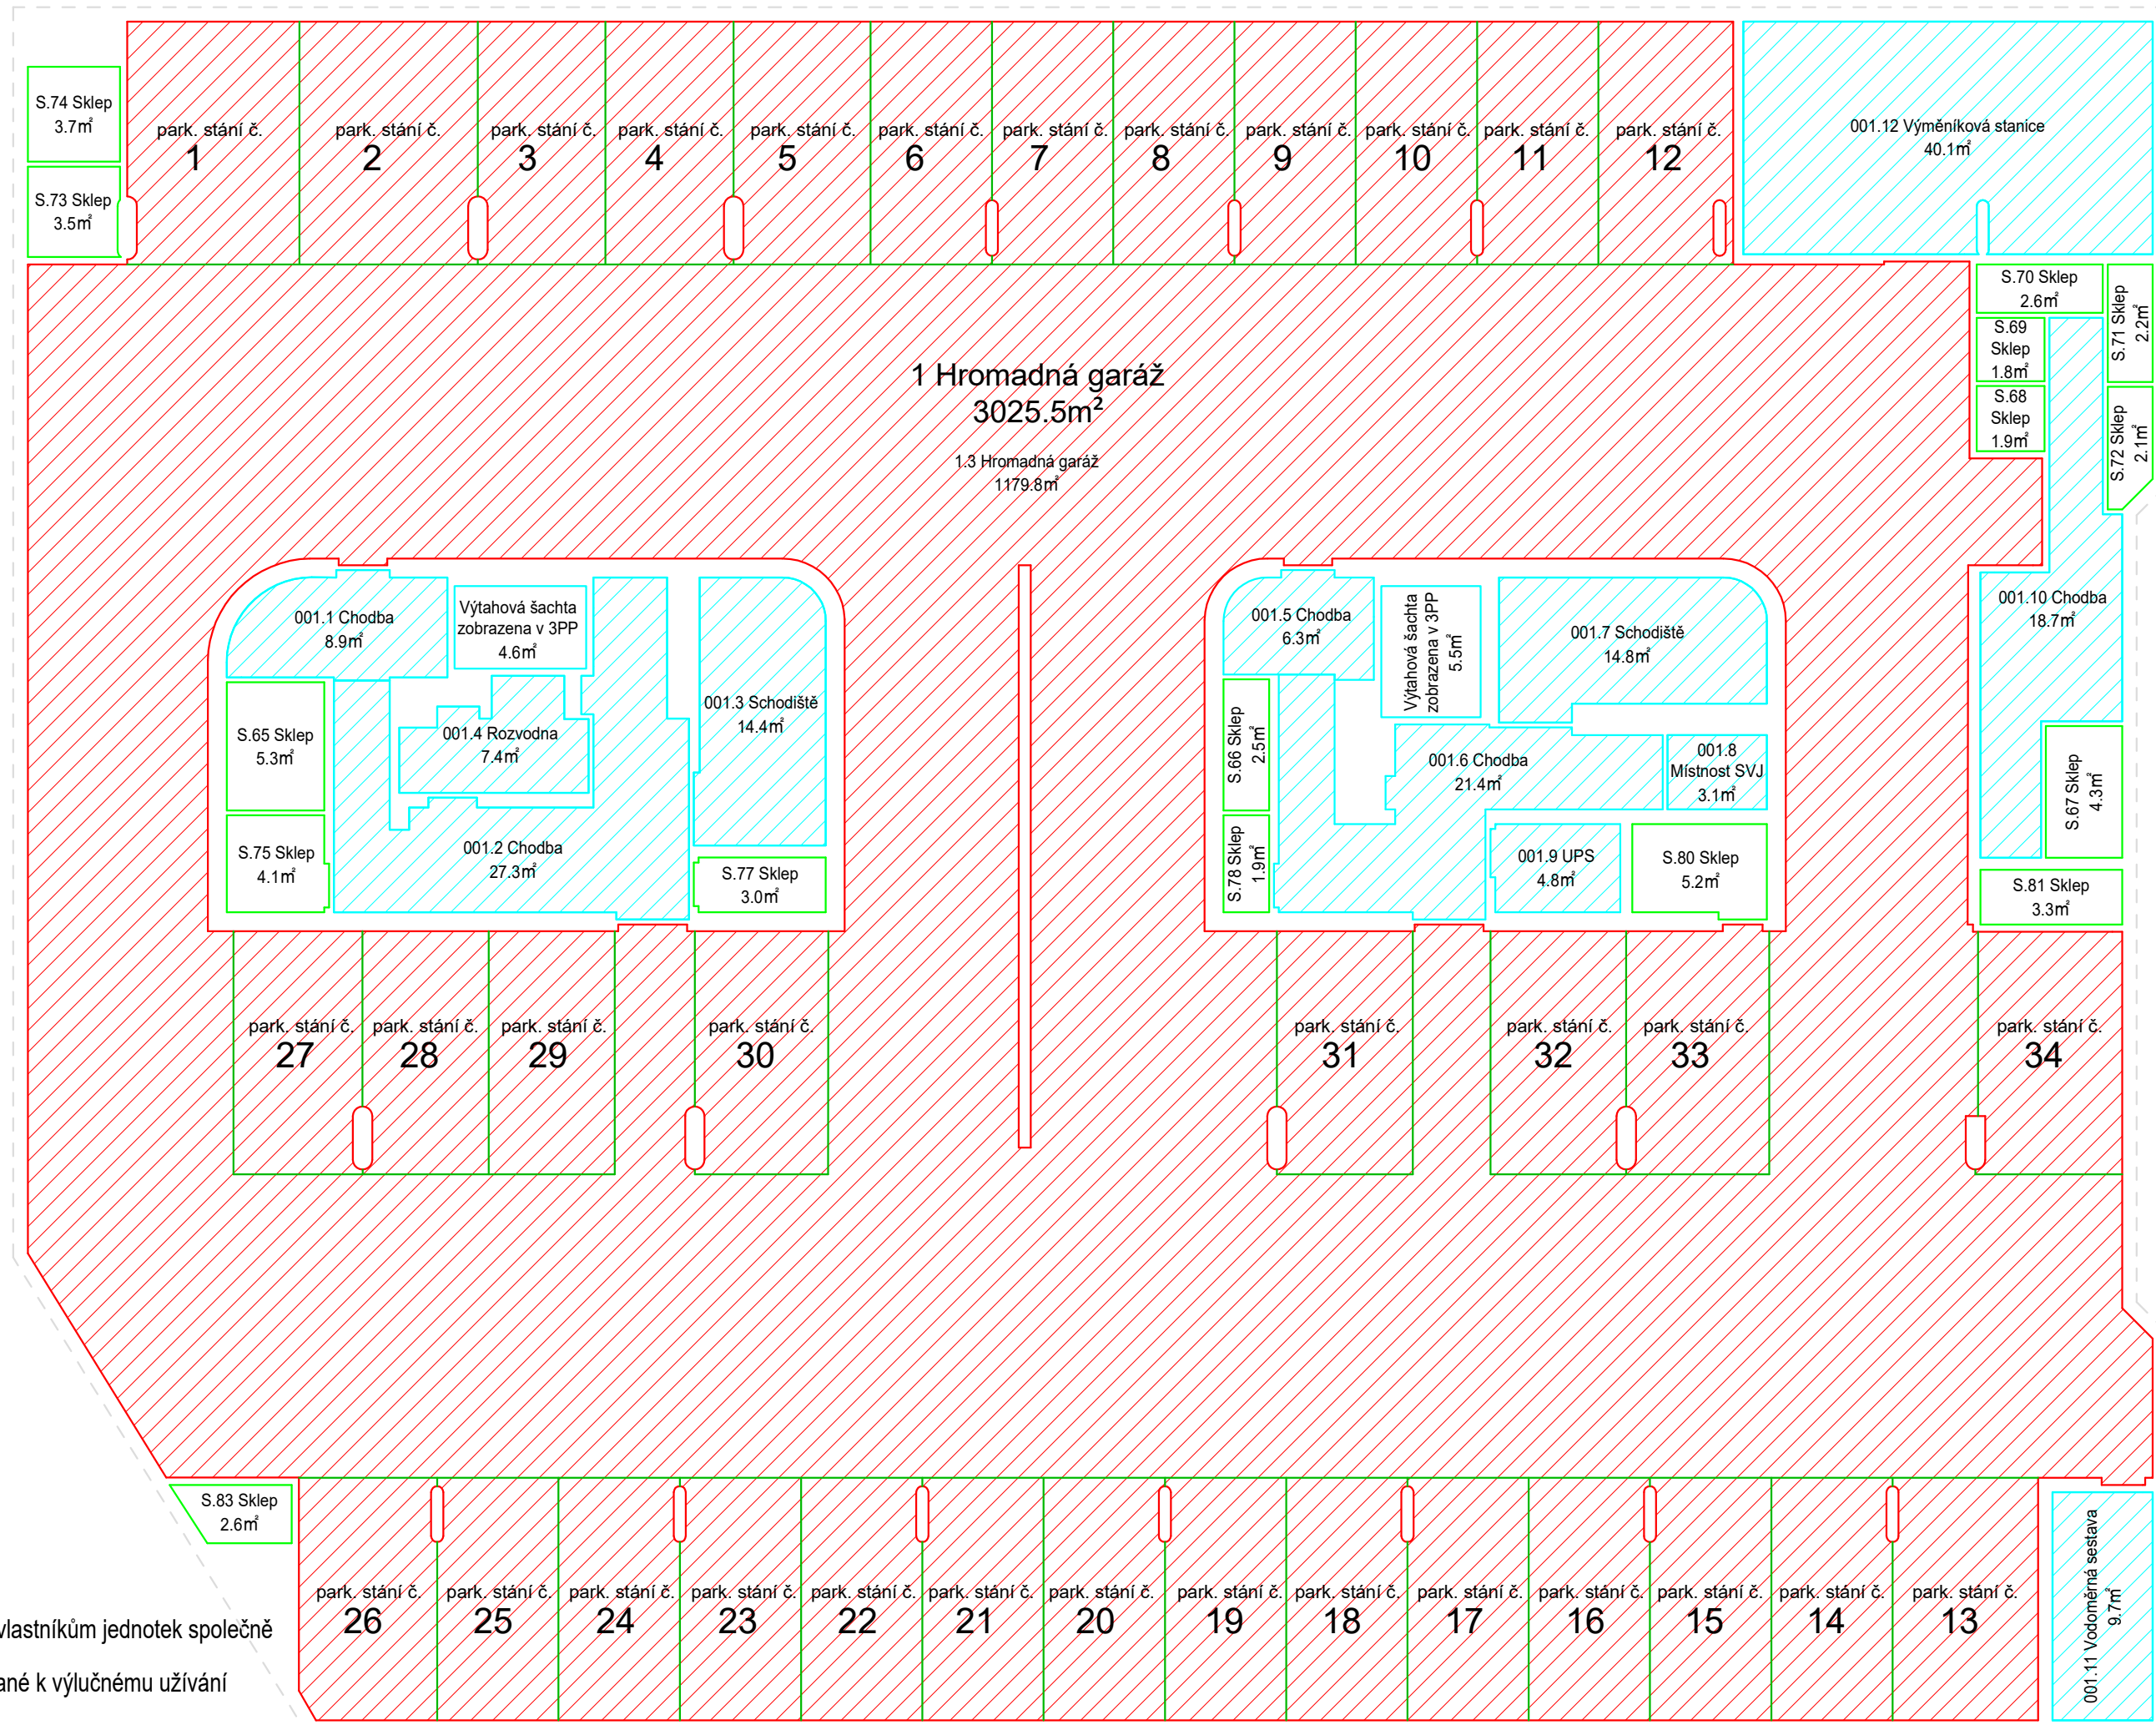 S.74 Sklep
3.7m²
S.73 Sklep
3.5m²
park. stání č.
1
park. stání č.
2
park. stání č.
3
park. stání č.
4
park. stání č.
5
park. stání č.
6
park. stání č.
7
park. stání č.
8
park. stání č.
9
park. stání č.
10
park. stání č.
11
park. stání č.
12
001.12 Výměníková stanice
40.1m²
S.70 Sklep
2.6m²
S.71 Sklep
2.2m²
S.69
Sklep
1.8m²
S.68
Sklep
1.9m²
S.72 Sklep
2.1m²
1 Hromadná garáž
3025.5m²
1.3 Hromadná garáž
1179.8m²
001.1 Chodba
8.9m²
Výtahová šachta
zobrazena v 3PP
4.6m²
001.3 Schodiště
14.4m²
S.65 Sklep
5.3m²
001.4 Rozvodna
7.4m²
S.75 Sklep
4.1m²
001.2 Chodba
27.3m²
S.77 Sklep
3.0m²
001.5 Chodba
6.3m²
Výtahová šachta
zobrazena v 3PP
5.5m²
001.7 Schodiště
14.8m²
S.66 Sklep
2.5m²
001.6 Chodba
21.4m²
001.8
Místnost SVJ
3.1m²
S.78 Sklep
1.9m²
001.9 UPS
4.8m²
S.80 Sklep
5.2m²
001.10 Chodba
18.7m²
S.67 Sklep
4.3m²
S.81 Sklep
3.3m²
park. stání č.
27
park. stání č.
28
park. stání č.
29
park. stání č.
30
park. stání č.
31
park. stání č.
32
park. stání č.
33
park. stání č.
34
S.83 Sklep
2.6m²
park. stání č.
26
park. stání č.
25
park. stání č.
24
park. stání č.
23
park. stání č.
22
park. stání č.
21
park. stání č.
20
park. stání č.
19
park. stání č.
18
park. stání č.
17
park. stání č.
16
park. stání č.
15
park. stání č.
14
park. stání č.
13
001.11 Vodoměrná sestava
9.7m²
vlastníkům jednotek společně
ané k výlučnému užívání